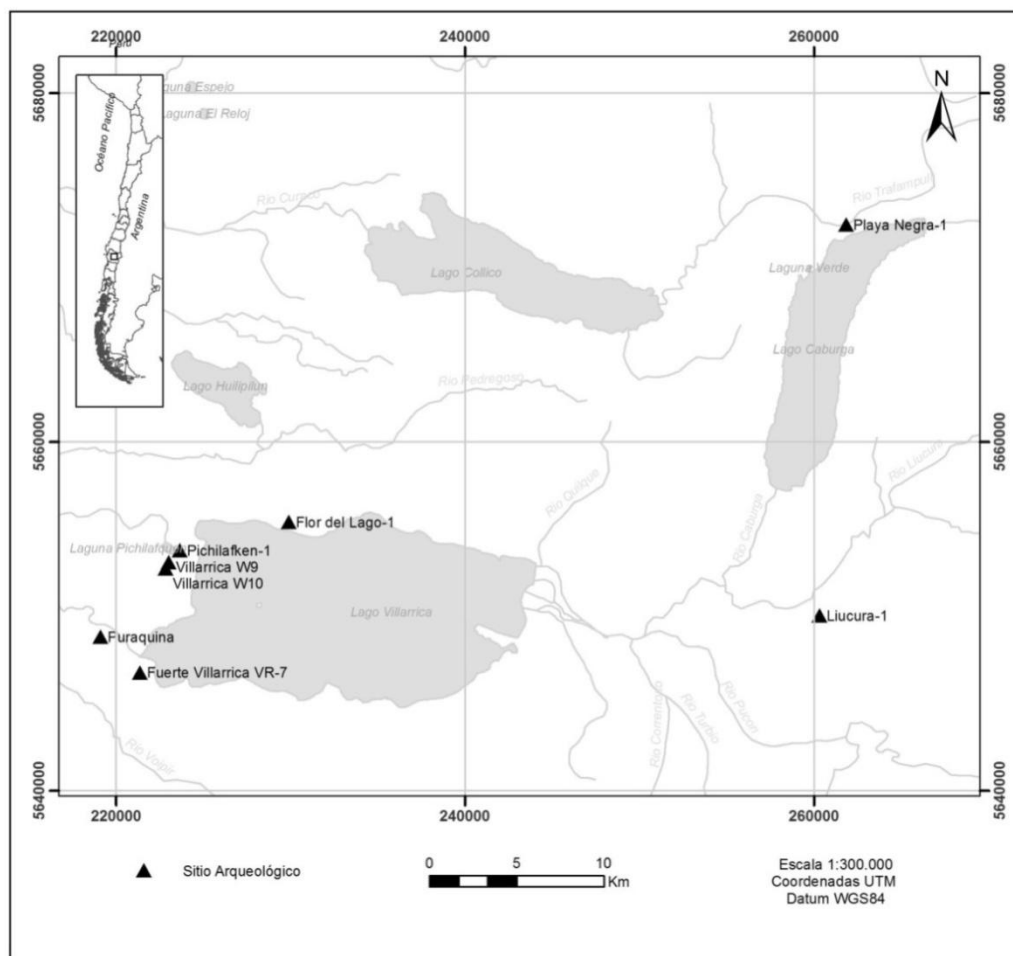 220000
240000
260000
Perú
Océano Pacífico
Argentina
Laguna Espejo
Laguna El Reloj
5680000
5680000
N
Río Curaco
Río Trafampulli
Playa Negra-1
Lago Collico
Laguna Verde
Lago Caburga
Lago Huilipilun
Río Pedregoso
5660000
5660000
Río Quilque
Río Liucura
Río Caburga
Flor del Lago-1
Laguna Pichilafquen
Pichilafken-1
Villarrica W9
Villarrica W10
Lago Villarrica
Liucura-1
Furaquina
Fuerte Villarrica VR-7
Río Voipir
Río Correntoso
Río Turbio
Río Pucon
5640000
5640000
220000
240000
260000
Sitio Arqueológico
0 5 10
Km
Escala 1:300.000
Coordenadas UTM
Datum WGS84